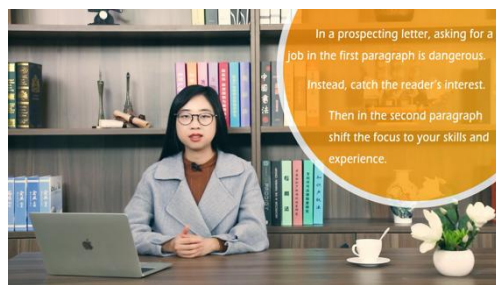 In a prospecting letter, asking for a
job in the first paragraph is dangerous.
Instead, catch the reader's interest.
Then in the second paragraph
shift the focus to your skills and
experience.